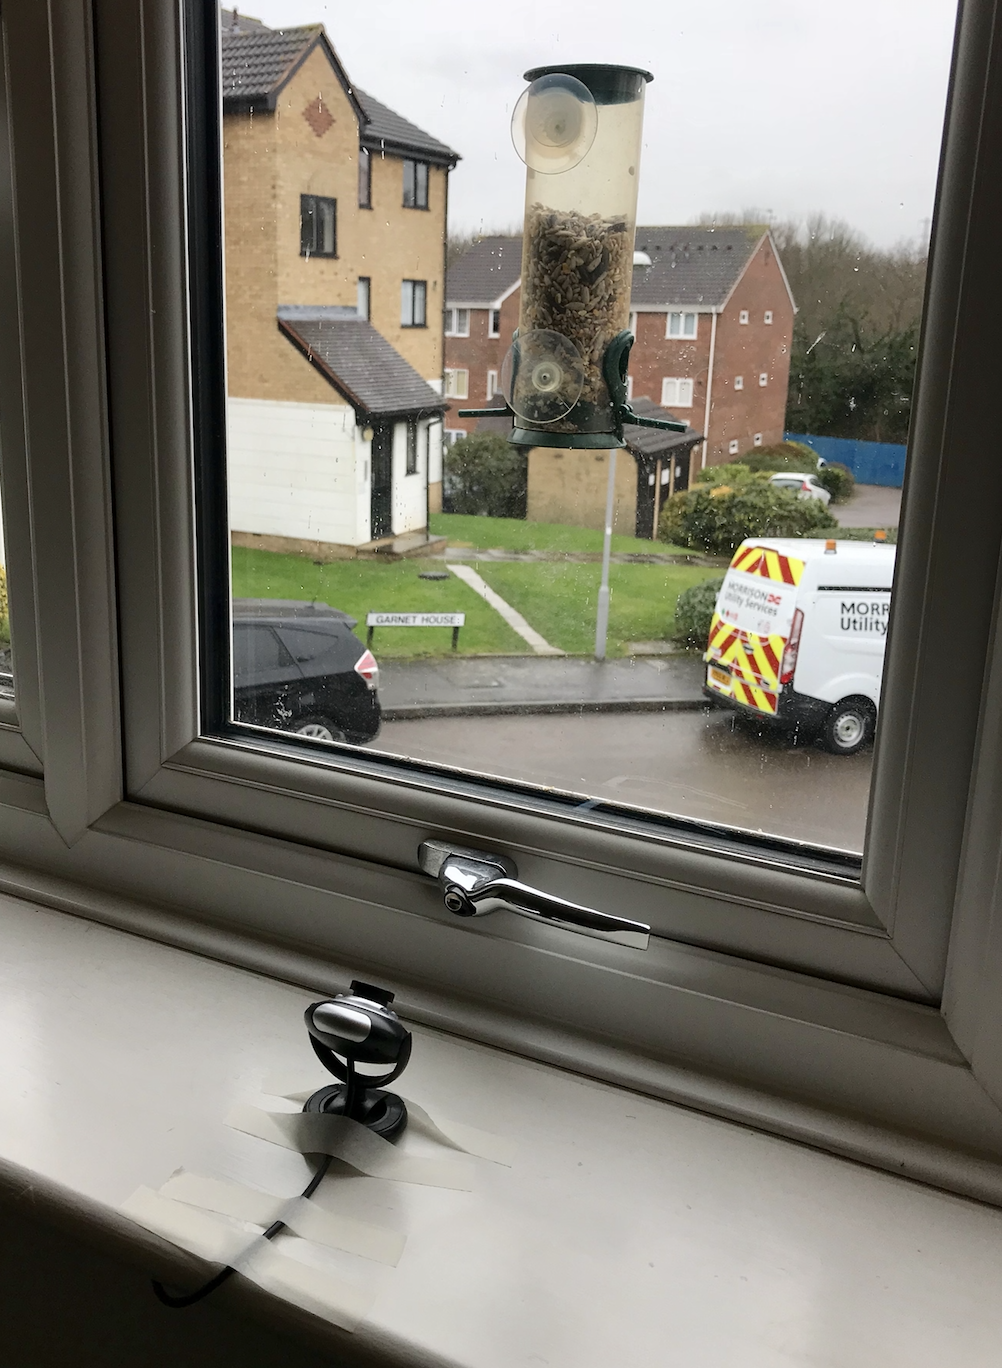 GARNET HOUSE
MORRISON
Utility Services
MORR
Utility